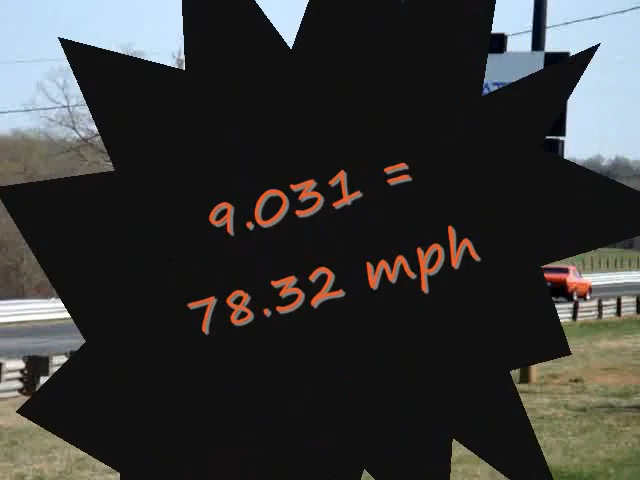 9.031 =
78.32 mph